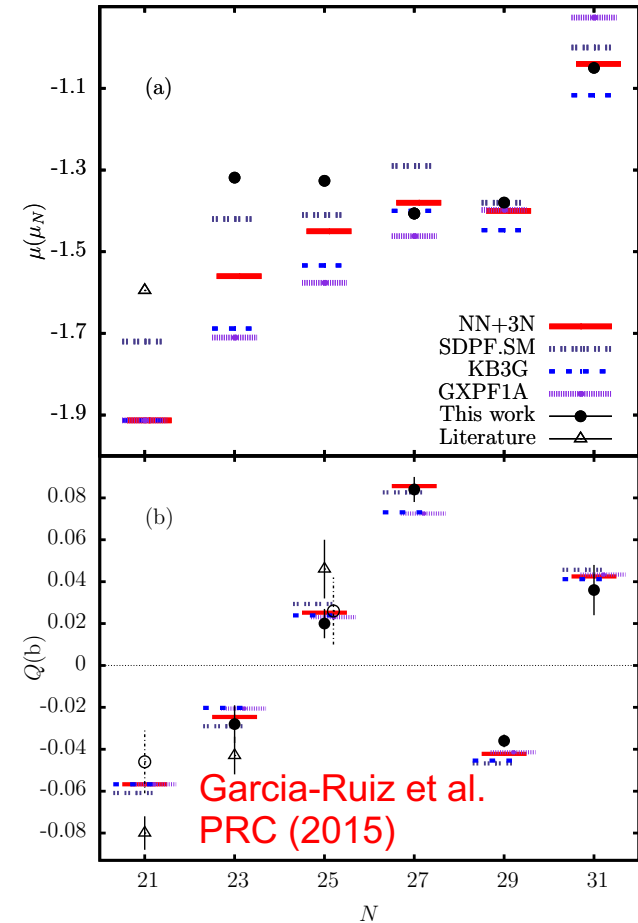 (a)
-1.1
-1.3
-1.5
-1.7
-1.9
μ(μN)
NN+3N
SDPF.SM
KB3G
GXPF1A
This work
Literature
(b)
0.08
0.06
0.04
0.02
0
-0.02
-0.04
-0.06
-0.08
Q(b)
Garcia-Ruiz et al.
PRC (2015)
21 23 25 27 29 31
N